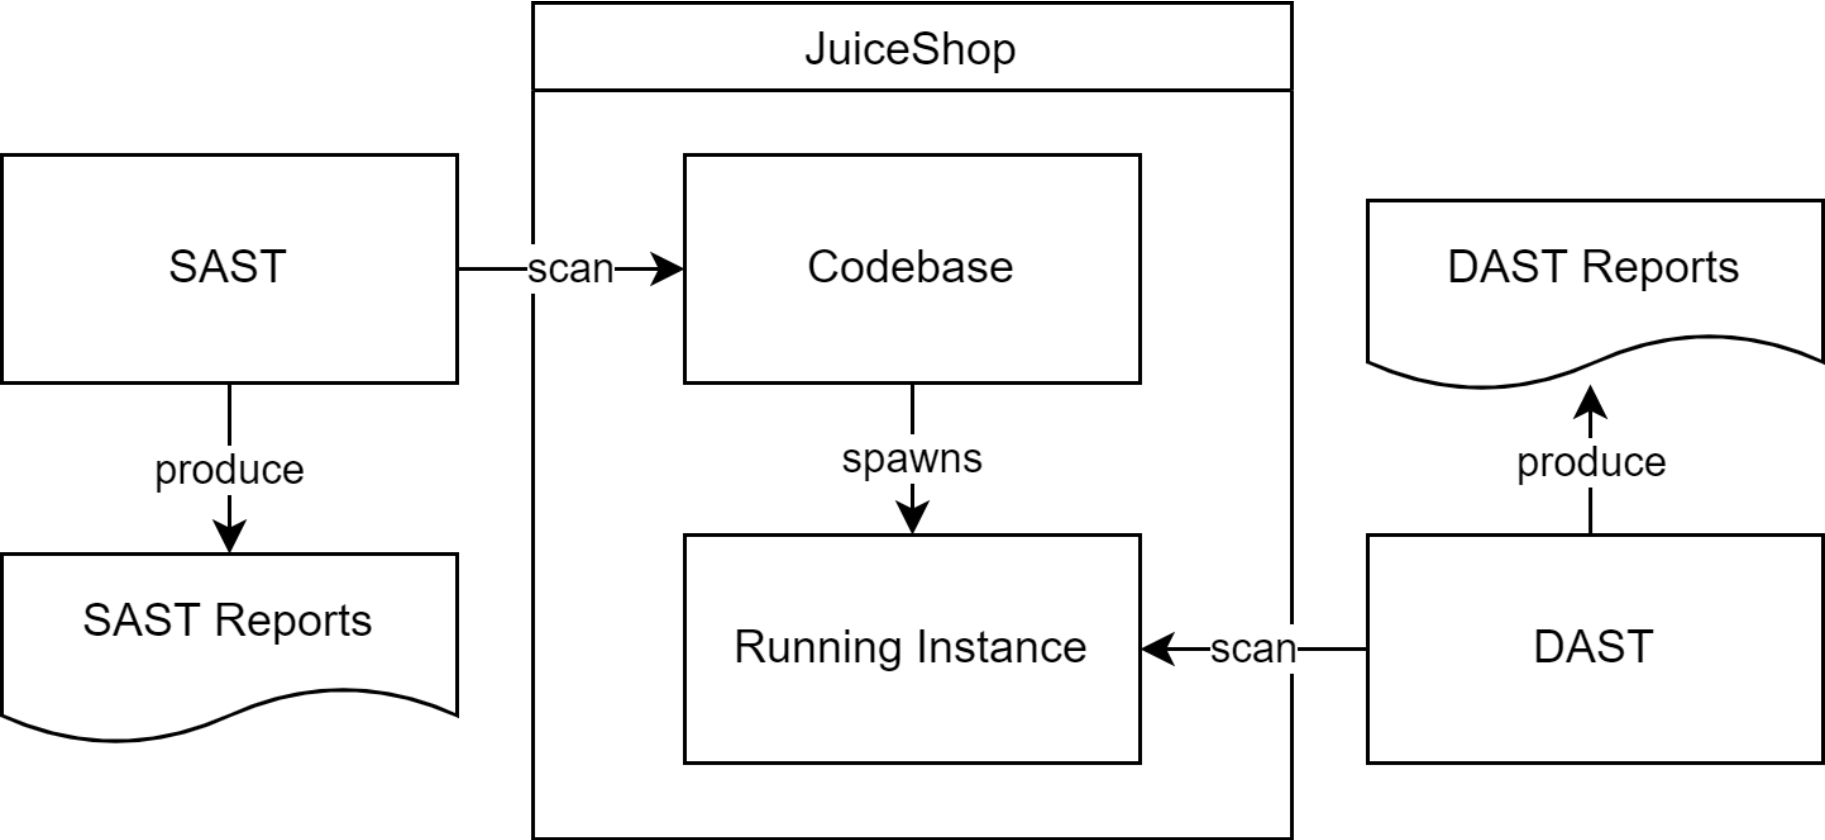 JuiceShop
SAST
scan
Codebase
DAST Reports
produce
spawns
produce
SAST Reports
Running Instance
scan
DAST